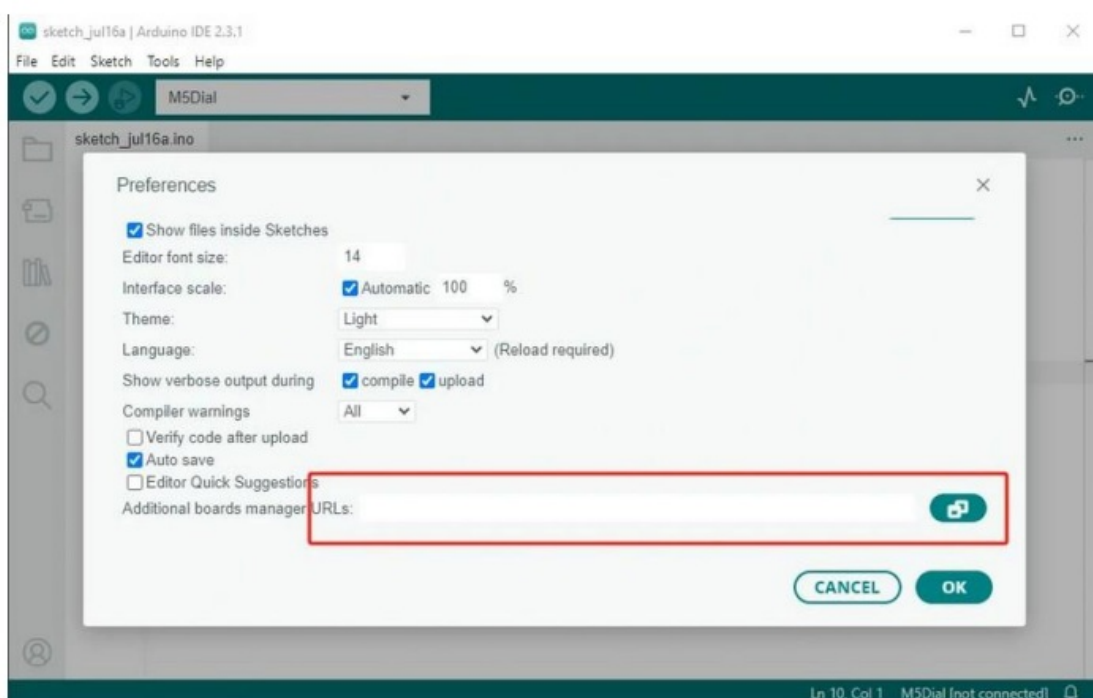 sketch_jul16a | Arduino IDE 2.3.1
File Edit Sketch Tools Help
M5Dial
sketch_jul16a.ino
Preferences
Show files inside Sketches
Editor font size: 14
Interface scale: Automatic 100 %
Theme: Light
Language: English (Reload required)
Show verbose output during compile upload
Compiler warnings All
Verify code after upload
Auto save
Editor Quick Suggestions
Additional boards manager URLs:
CANCEL OK
Ln 10, Col 1 M5Dial [not connected]